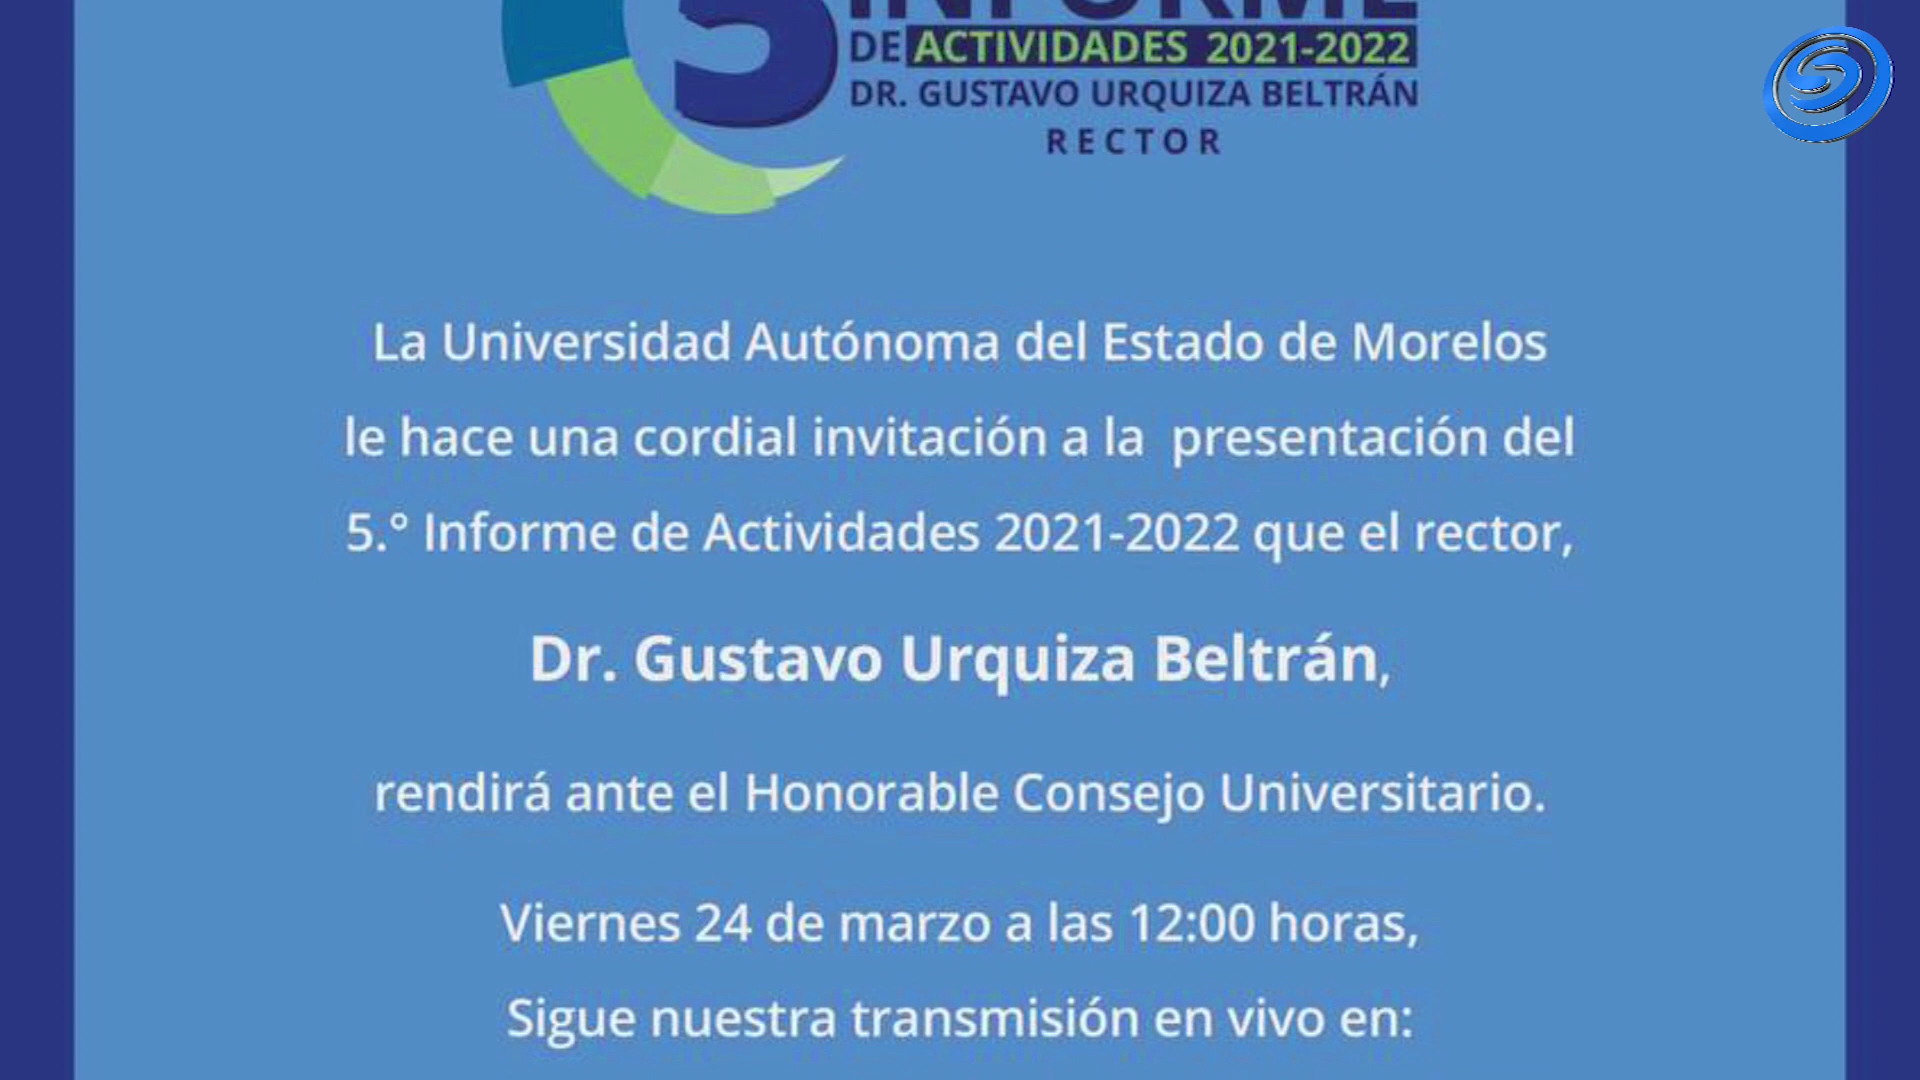 5 INFORME
DE ACTIVIDADES 2021-2022
DR. GUSTAVO URQUIZA BELTRÁN
RECTOR
La Universidad Autónoma del Estado de Morelos
le hace una cordial invitación a la presentación del
5.° Informe de Actividades 2021-2022 que el rector,
Dr. Gustavo Urquiza Beltrán,
rendirá ante el Honorable Consejo Universitario.
Viernes 24 de marzo a las 12:00 horas,
Sigue nuestra transmisión en vivo en: